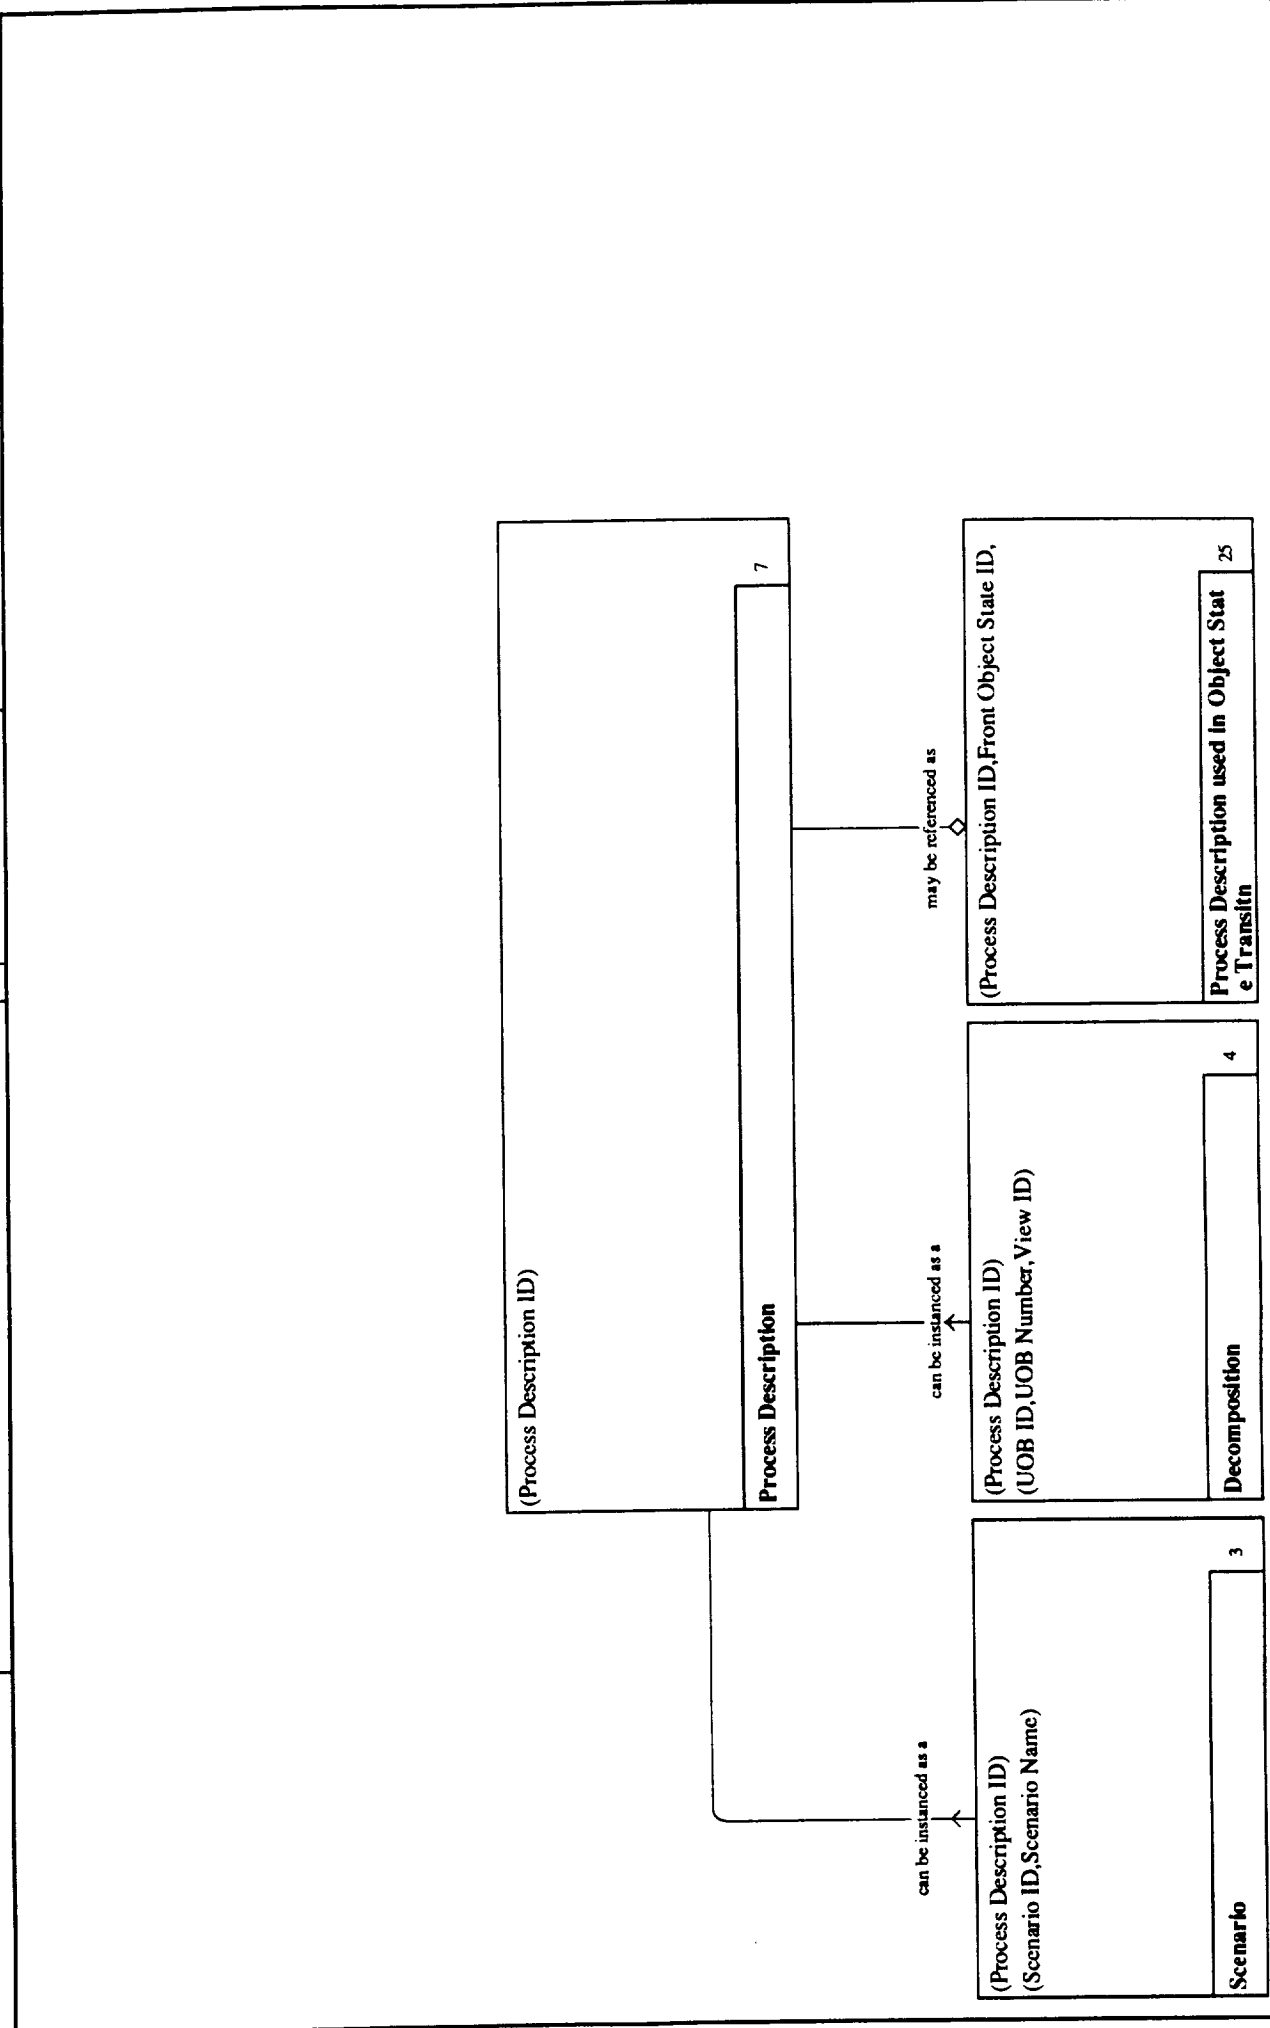 (Process Description ID)
Process Description
7
can be instanced as a
can be instanced as a
may be referenced as
(Process Description ID)
(Scenario ID,Scenario Name)
Scenario
3
(Process Description ID)
(UOB ID,UOB Number,View ID)
Decomposition
4
(Process Description ID,Front Object State ID,
Process Description used in Object Stat
e Transitn
25